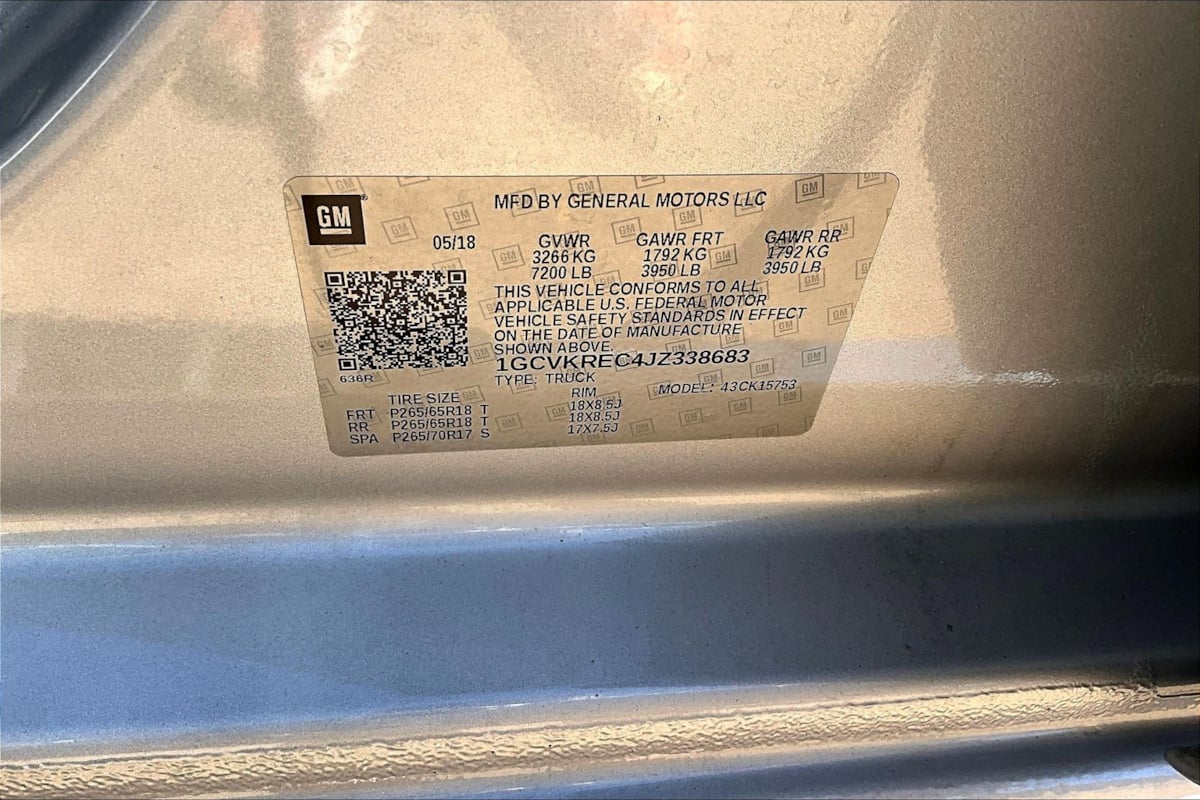 GM®
MFD BY GENERAL MOTORS LLC
05/18
GVWR GAWR FRT GAWR RR
3266 KG 1792 KG 1792 KG
7200 LB 3950 LB 3950 LB
THIS VEHICLE CONFORMS TO ALL
APPLICABLE U.S. FEDERAL MOTOR
VEHICLE SAFETY STANDARDS IN EFFECT
ON THE DATE OF MANUFACTURE
SHOWN ABOVE.
1GCVKREC4JZ338683
636R
TYPE: TRUCK MODEL: 43CK15753
TIRE SIZE RIM
FRT P265/65R18 T 18X8.5J
RR P265/65R18 T 18X8.5J
SPA P265/70R17 S 17X7.5J